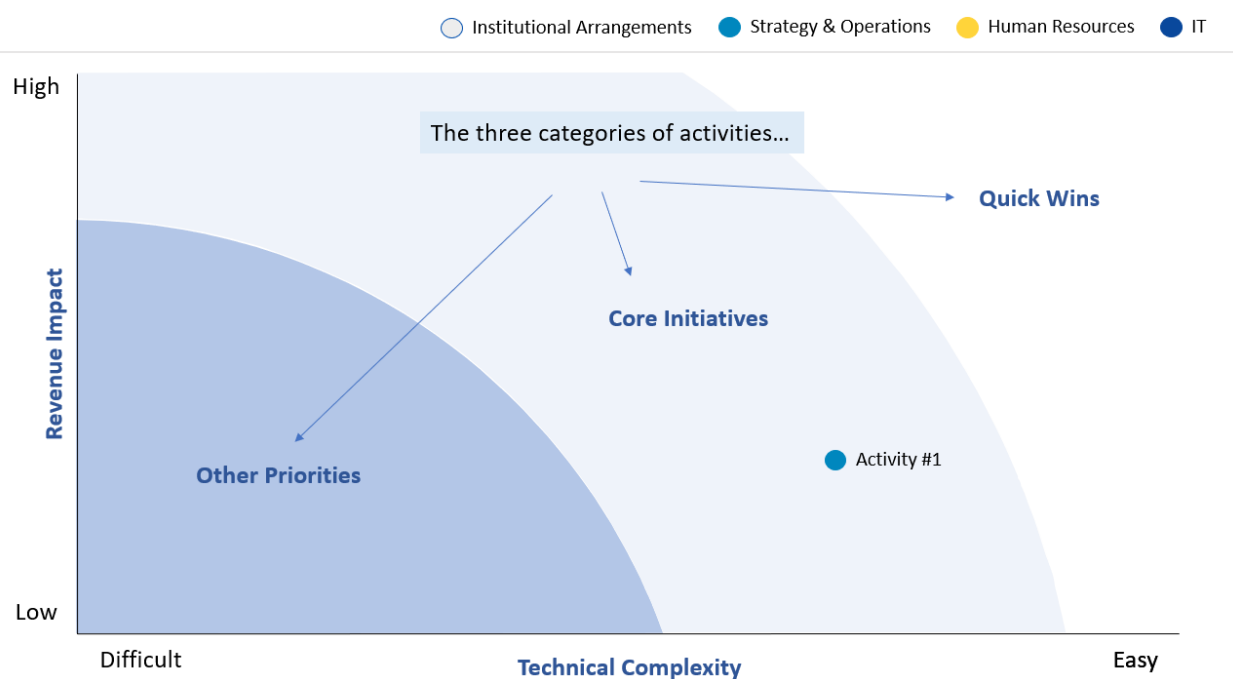 Institutional Arrangements
Strategy & Operations
Human Resources
IT
High
The three categories of activities...
Quick Wins
Core Initiatives
Revenue Impact
Other Priorities
Activity #1
Low
Difficult
Technical Complexity
Easy